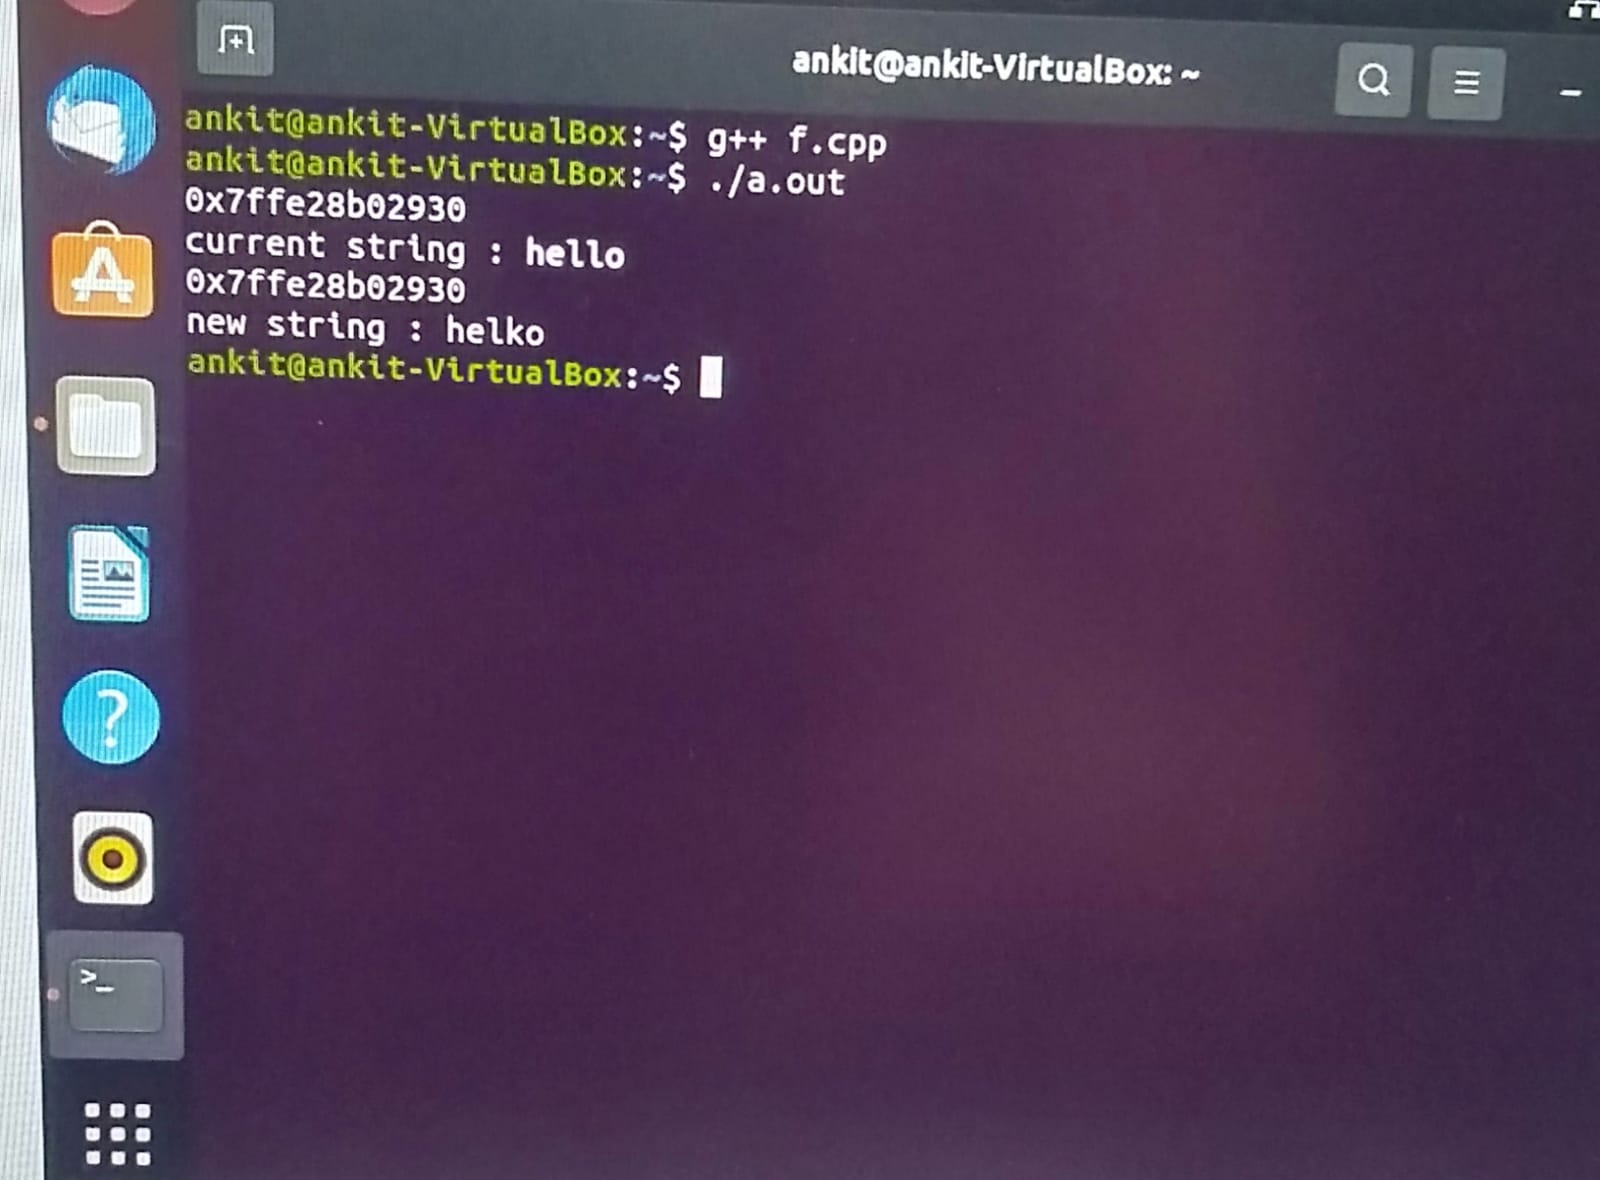 ankit@ankit-VirtualBox: ~
ankit@ankit-VirtualBox:~$ g++ f.cpp
ankit@ankit-VirtualBox:~$ ./a.out
0x7ffe28b02930
current string : hello
0x7ffe28b02930
new string : helko
ankit@ankit-VirtualBox:~$